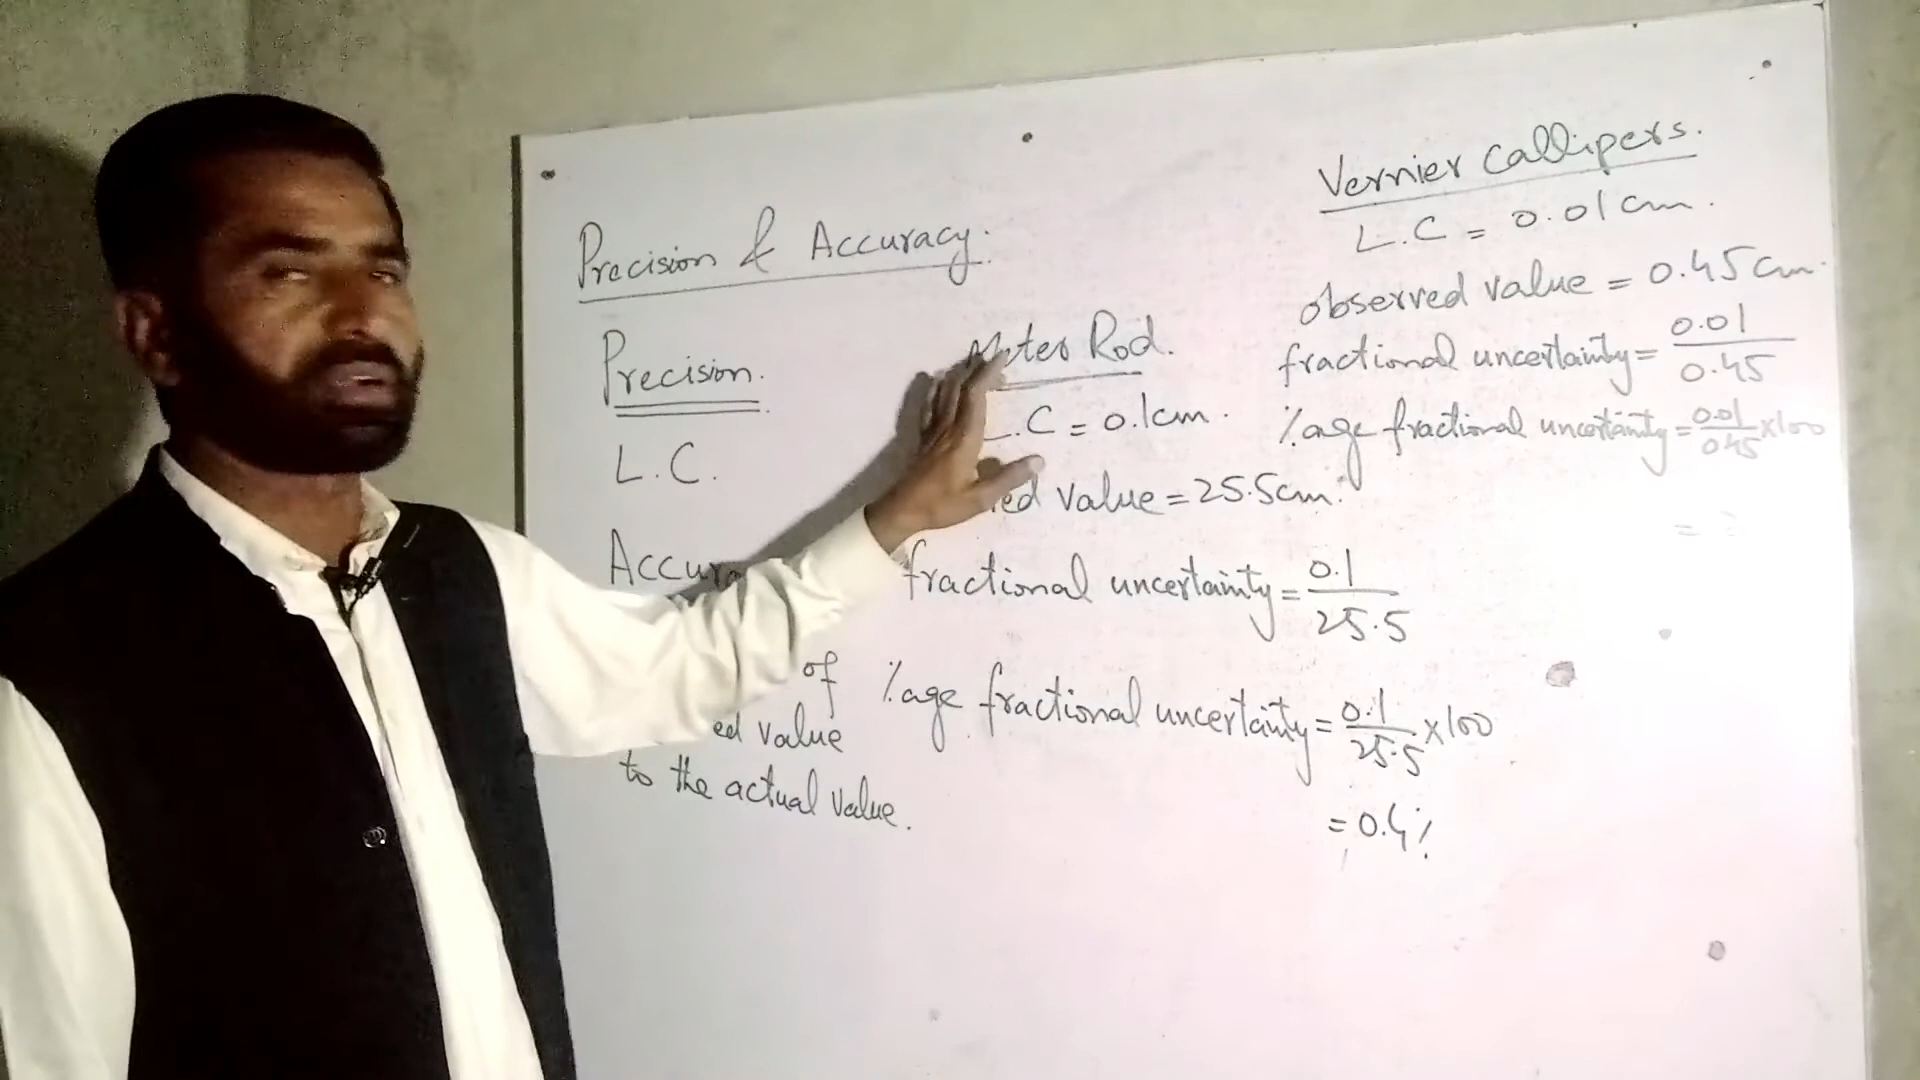 Precision & Accuracy.
Precision.
L.C.
of
value
to the actual value.
Rod.
C = 0.1cm.
value = 25.5cm.
fractional uncertainty = 0.1 / 25.5
%age fractional uncertainty = 0.1 / 25.5 x100
= 0.4%
Vernier Callipers.
L.C = 0.01cm.
observed value = 0.45cm.
fractional uncertainty = 0.01 / 0.45
%age fractional uncertainty = 0.01 / 0.45 x100
=